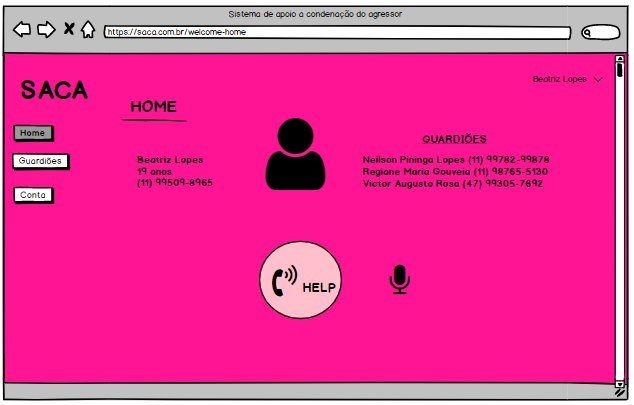 Sistema de apoio a condenação do agressor
https://saca.com.br/welcome-home
Beatriz Lopes
SACA
HOME
Home
Guardiões
Conta
Beatriz Lopes
19 anos
(11) 99509-8965
GUARDIÕES
Neilson Pininga Lopes (11) 99782-99878
Regiane Maria Gouveia (11) 98765-5130
Victor Augusto Rosa (47) 99305-7692
HELP